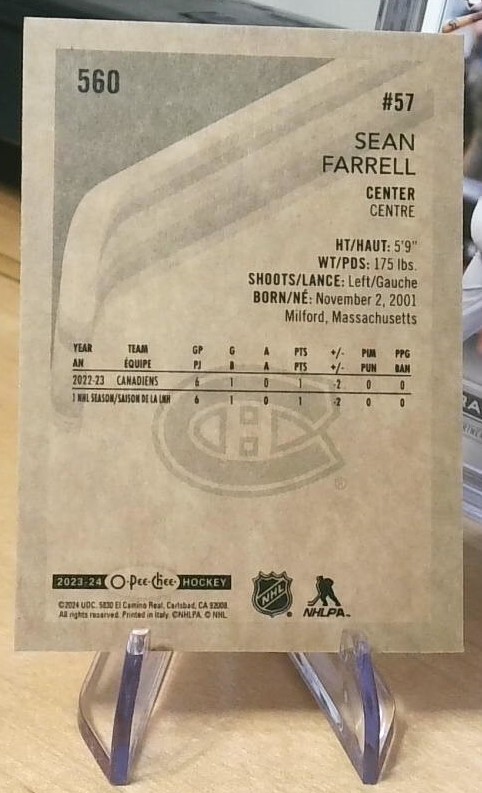 560
#57
SEAN
FARRELL
CENTER
CENTRE
HT/HAUT: 5'9"
WT/PDS: 175 lbs.
SHOOTS/LANCE: Left/Gauche
BORN/NÉ: November 2, 2001
Milford, Massachusetts
YEAR TEAM GP G A PTS +/- PIM PPG
AN ÉQUIPE PJ B A PTS +/- PUN BAN
2022-23 CANADIENS 6 1 0 1 -2 0 0
1 NHL SEASON/SAISON DE LA LNH 6 1 0 1 -2 0 0
®
2023-24 O-Pee-Chee HOCKEY
NHL ®
NHLPA™
©2024 UDC. 5830 El Camino Real, Carlsbad, CA 92008.
All rights reserved. Printed in Italy. ©NHLPA. © NHL